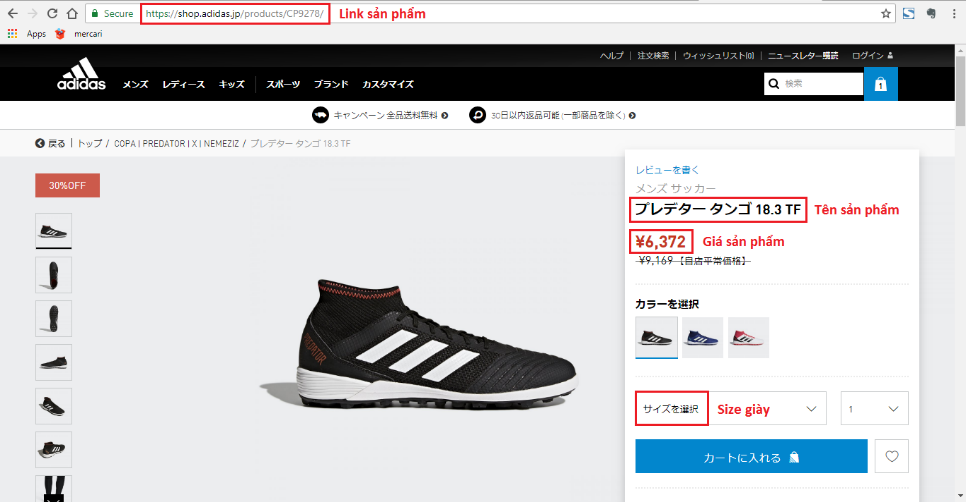 Secure https://shop.adidas.jp/products/CP9278/ Link sản phẩm
Apps mercari
ヘルプ | 注文検索 | ウィッシュリスト(0) | ニュースレター購読 ログイン
adidas メンズ レディース キッズ スポーツ ブランド カスタマイズ 検索 1
キャンペーン 全品送料無料 30日以内返品可能 (一部商品を除く)
戻る | トップ / COPA | PREDATOR | X | NEMEZIZ / プレデター タンゴ 18.3 TF
30%OFF
レビューを書く
メンズ サッカー
プレデター タンゴ 18.3 TF Tên sản phẩm
¥6,372 Giá sản phẩm
¥9,169 【自店平常価格】
カラーを選択
PREDATOR
サイズを選択 Size giày 1
カートに入れる